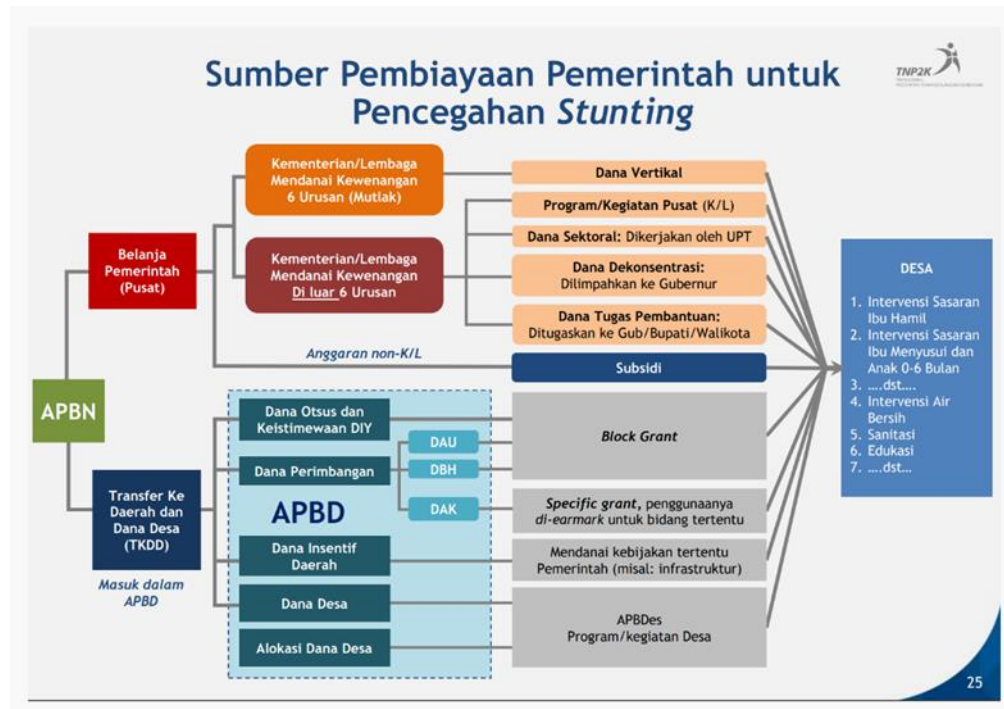 Sumber Pembiayaan Pemerintah untuk
Pencegahan Stunting
TNP2K
Kementerian/Lembaga
Mendanai Kewenangan
6 Urusan (Mutlak)
Dana Vertikal
Program/Kegiatan Pusat (K/L)
Belanja
Pemerintah
(Pusat)
Kementerian/Lembaga
Mendanai Kewenangan
Di luar 6 Urusan
Dana Sektoral: Dikerjakan oleh UPT
Dana Dekonsentrasi:
Dilimpahkan ke Gubernur
Dana Tugas Pembantuan:
Ditugaskan ke Gub/Bupati/Walikota
Anggaran non-K/L
Subsidi
APBN
Transfer Ke
Daerah dan
Dana Desa
(TKDD)
Masuk dalam
APBD
Dana Otsus dan
Keistimewaan DIY
Dana Perimbangan
DAU
DBH
DAK
APBD
Dana Insentif
Daerah
Dana Desa
Alokasi Dana Desa
Block Grant
Specific grant, penggunaanya
di-earmark untuk bidang tertentu
Mendanai kebijakan tertentu
Pemerintah (misal: infrastruktur)
APBDes
Program/kegiatan Desa
DESA
1. Intervensi Sasaran
Ibu Hamil
2. Intervensi Sasaran
Ibu Menyusui dan
Anak 0-6 Bulan
3. ....dst....
4. Intervensi Air
Bersih
5. Sanitasi
6. Edukasi
7. ....dst...
25